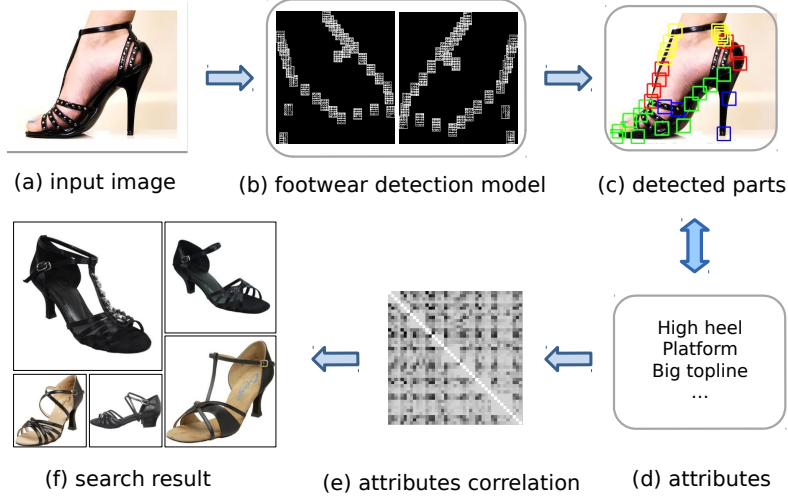 (a) input image
(b) footwear detection model
(c) detected parts
High heel
Platform
Big topline
...
(d) attributes
(e) attributes correlation
(f) search result